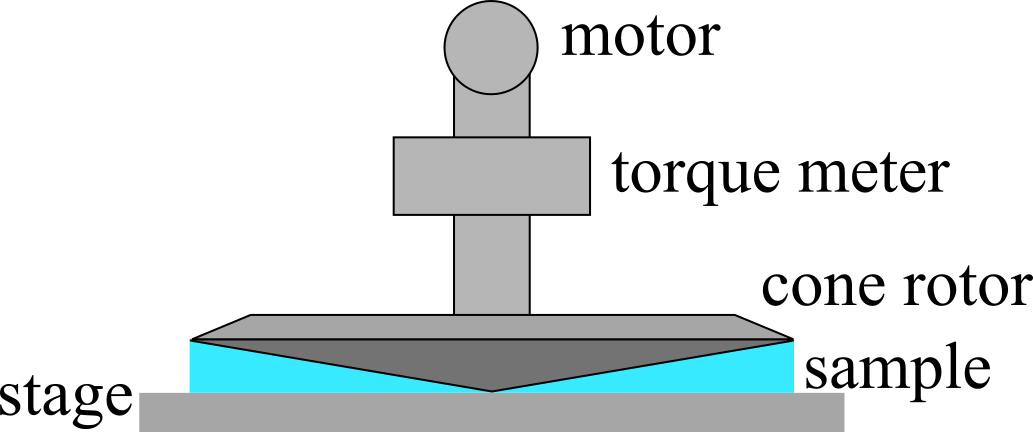 motor
torque meter
cone rotor
sample
stage